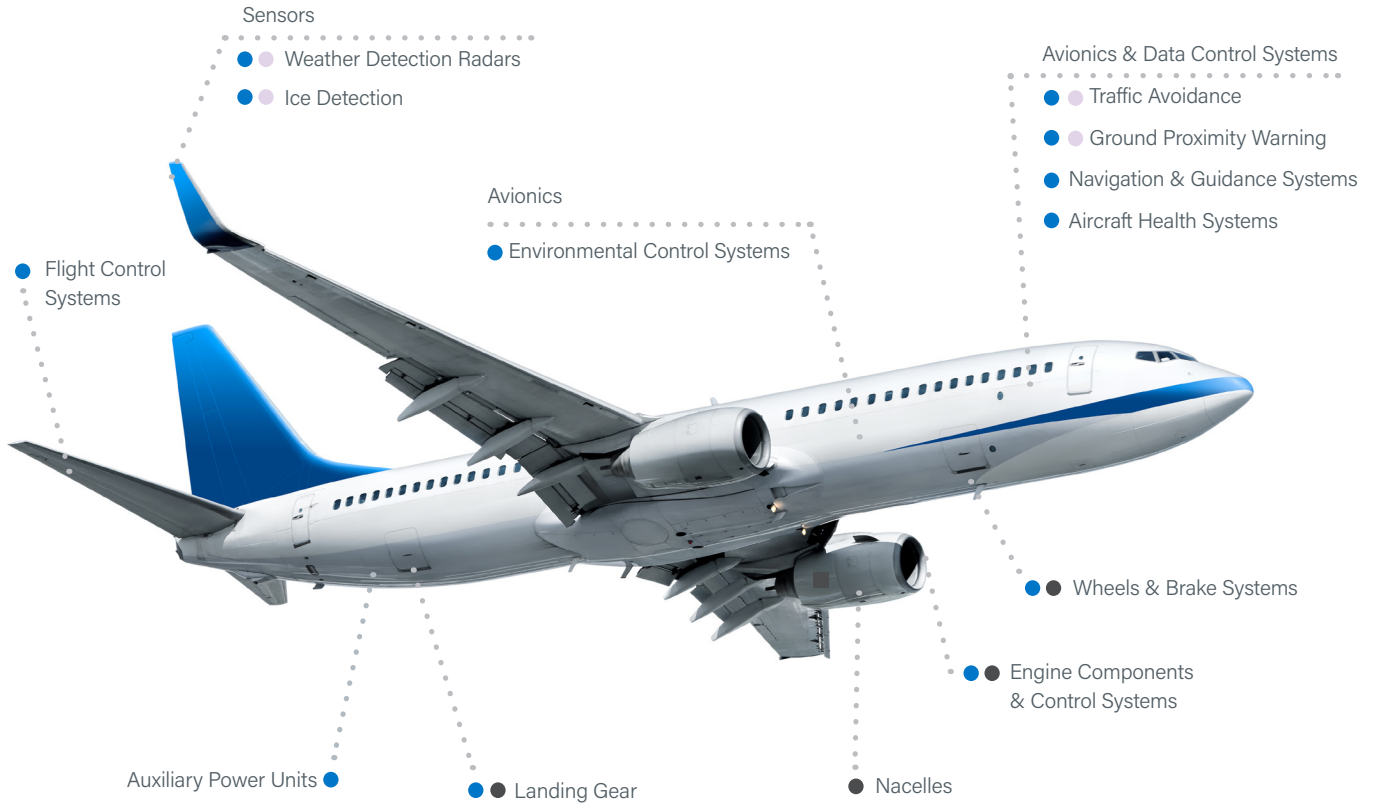 Sensors
Weather Detection Radars
Ice Detection
Avionics & Data Control Systems
Traffic Avoidance
Ground Proximity Warning
Navigation & Guidance Systems
Aircraft Health Systems
Avionics
Environmental Control Systems
Flight Control
Systems
Wheels & Brake Systems
Engine Components
& Control Systems
Auxiliary Power Units
Landing Gear
Nacelles